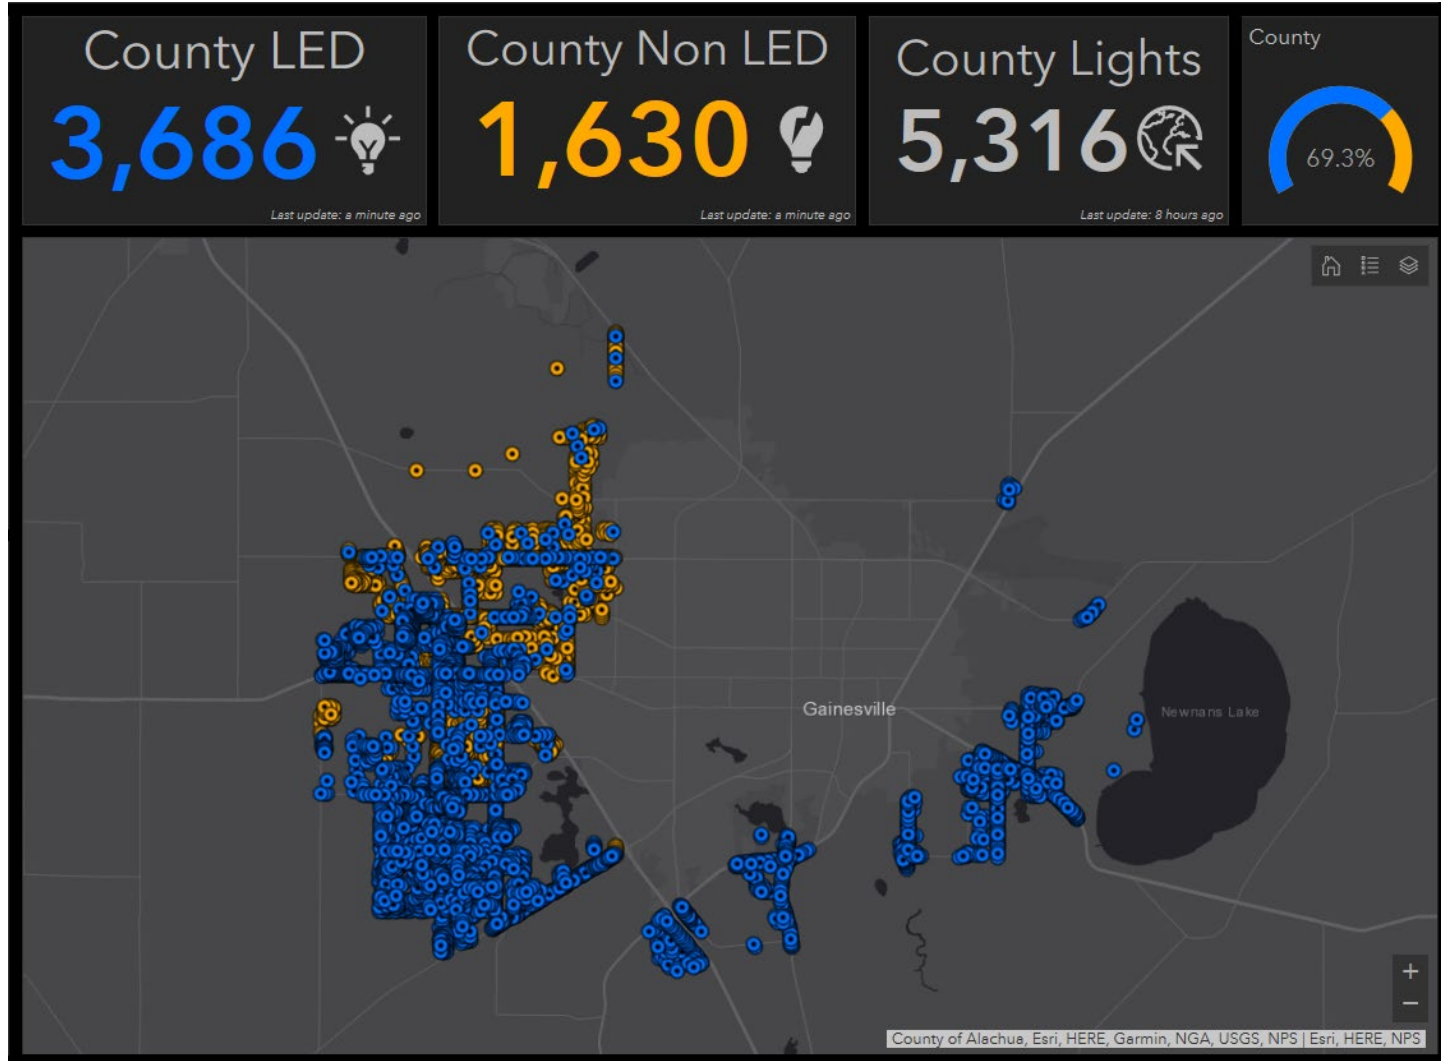 County LED
3,686
Last update: a minute ago
County Non LED
1,630
Last update: a minute ago
County Lights
5,316
Last update: 8 hours ago
County
69.3%
Gainesville
Newnans Lake
+
−
County of Alachua, Esri, HERE, Garmin, NGA, USGS, NPS | Esri, HERE, NPS